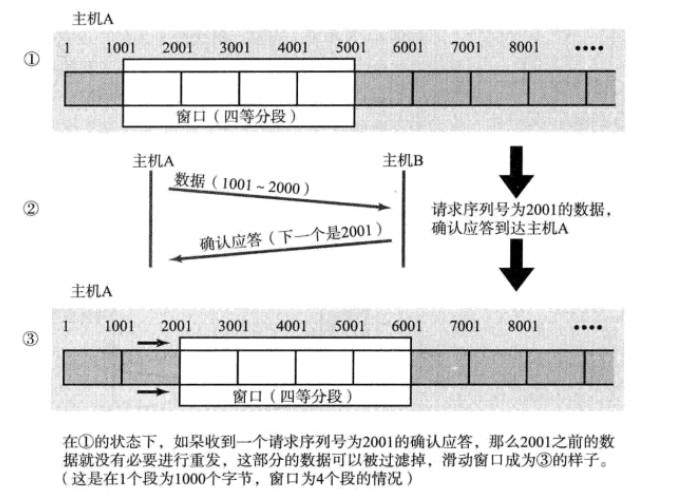 主机A
1 1001 2001 3001 4001 5001 6001 7001 8001 ••••
①
窗口（四等分段）
主机A 主机B
②
数据（1001~2000）
确认应答（下一个是2001）
请求序列号为2001的数据，
确认应答到达主机A
主机A
1 1001 2001 3001 4001 5001 6001 7001 8001 ••••
③
窗口（四等分段）
在①的状态下，如果收到一个请求序列号为2001的确认应答，那么2001之前的数
据就没有必要进行重发，这部分的数据可以被过滤掉，滑动窗口成为③的样子。
（这是在1个段为1000个字节，窗口为4个段的情况）